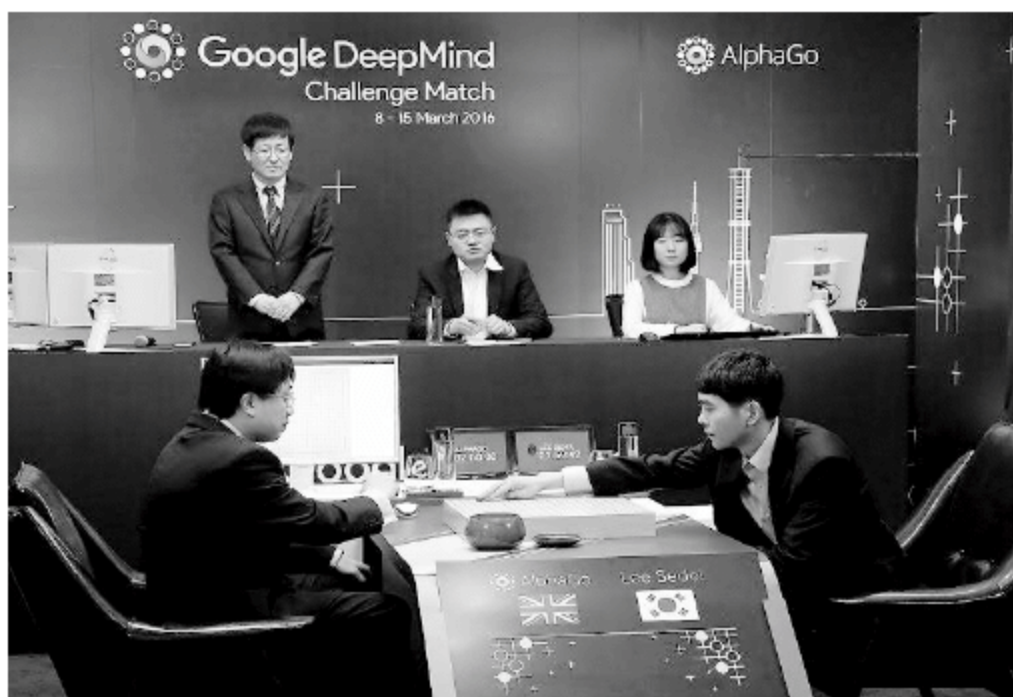 Google DeepMind
Challenge Match
8 - 15 March 2016
AlphaGo
AlphaGo
Lee Sedol